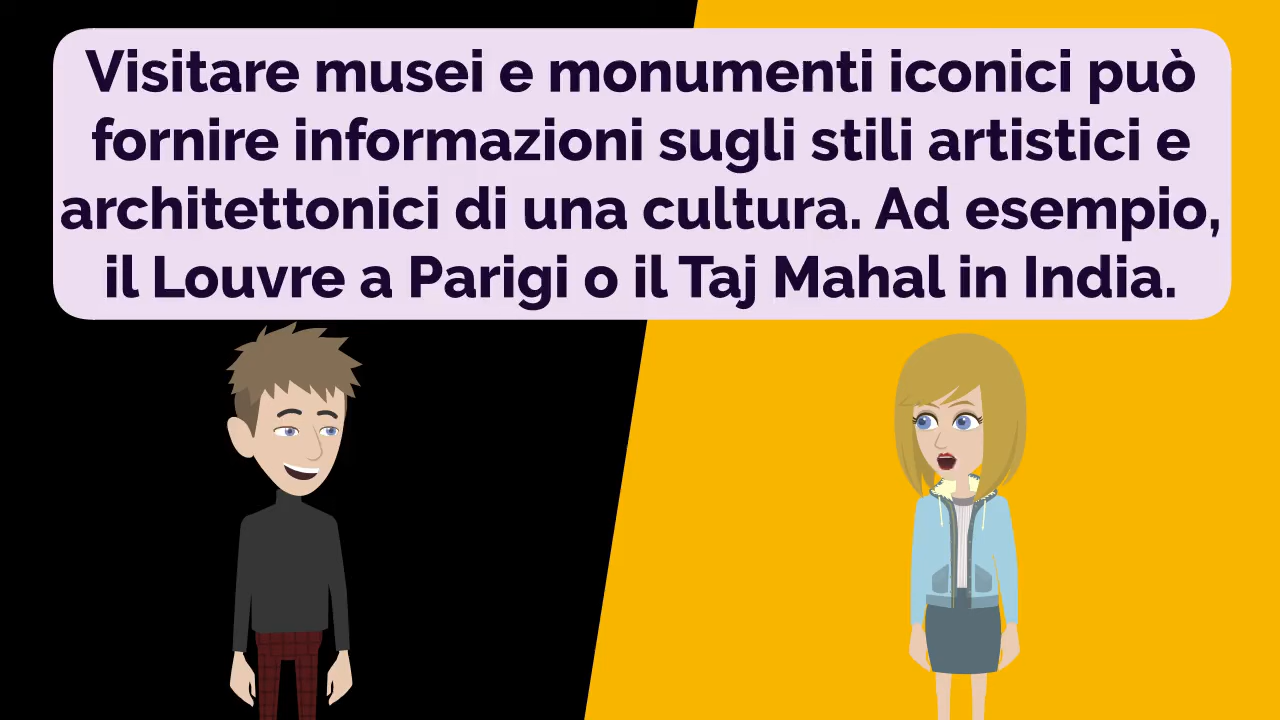 Visitare musei e monumenti iconici può
fornire informazioni sugli stili artistici e
architettonici di una cultura. Ad esempio,
il Louvre a Parigi o il Taj Mahal in India.